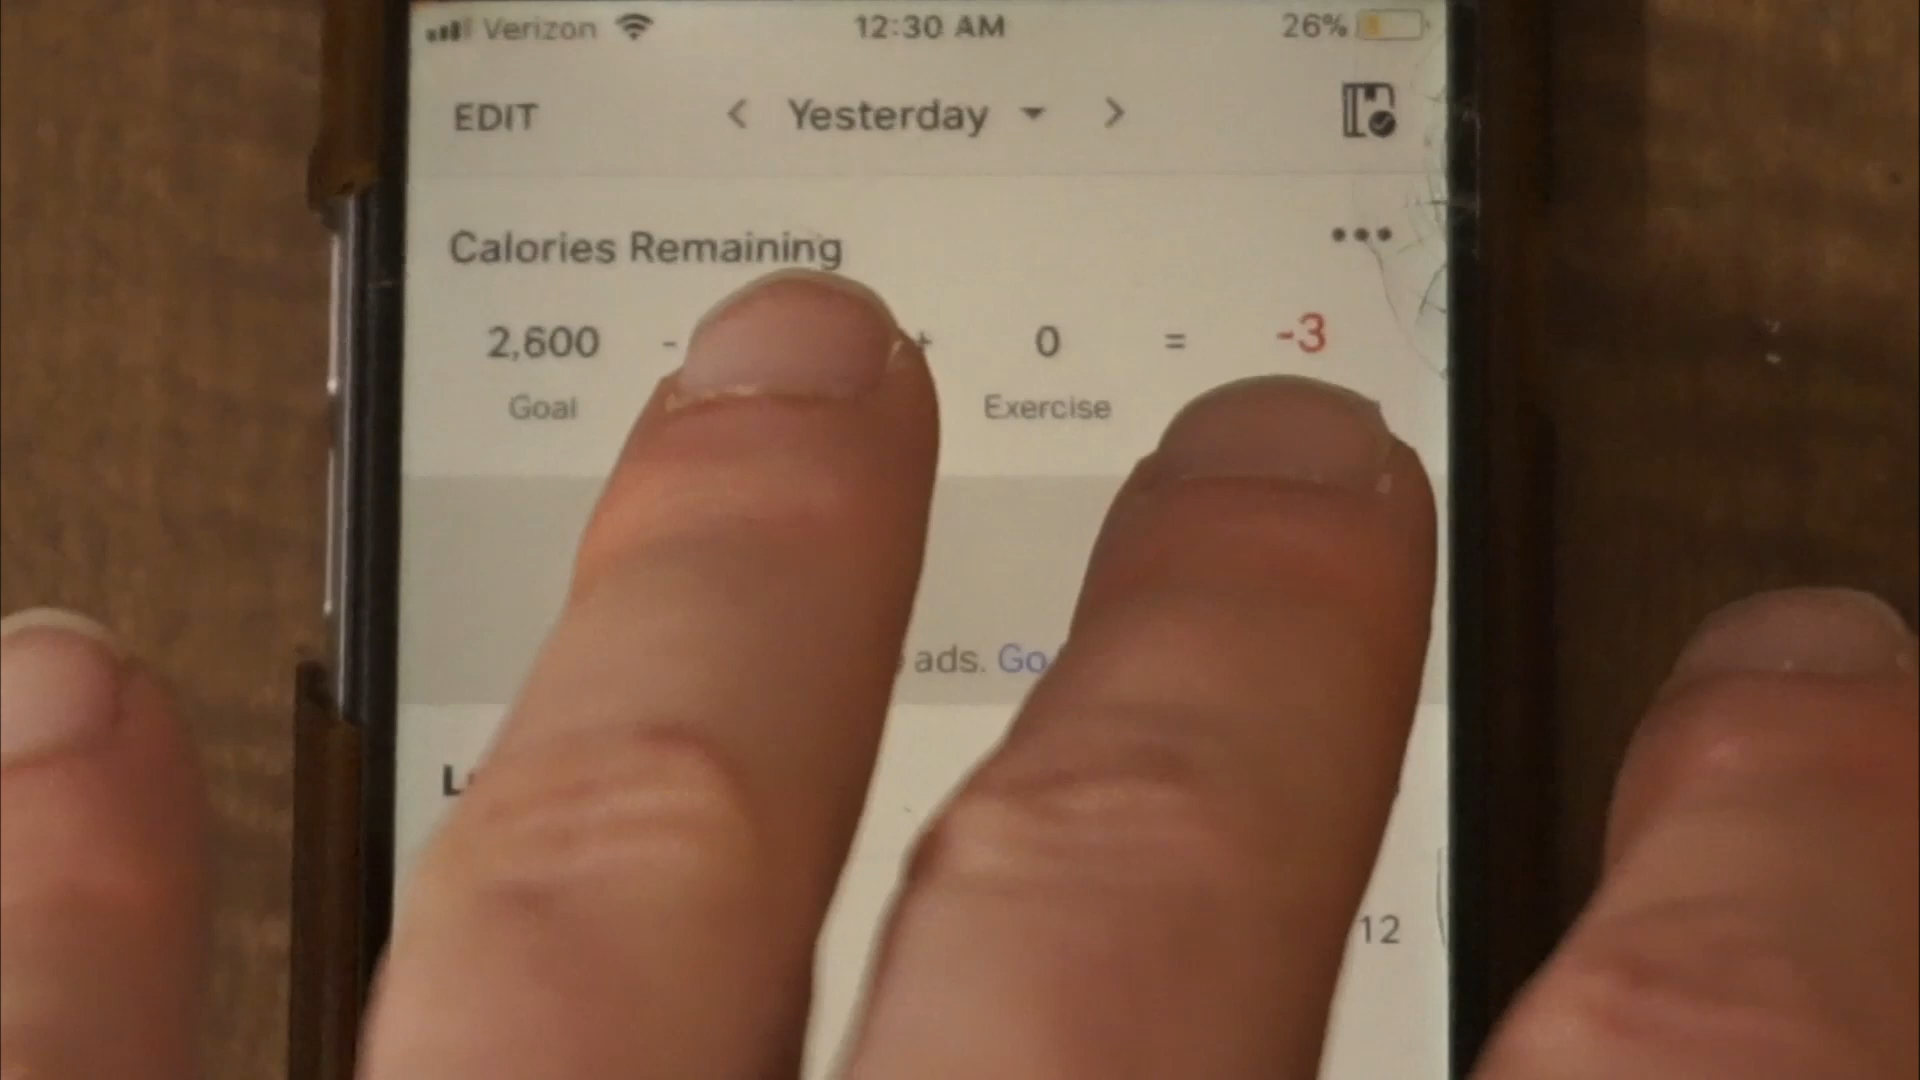 Verizon 12:30 AM 26%
EDIT < Yesterday >
Calories Remaining
2,600 - + 0 = -3
Goal Exercise
ads. Go
12